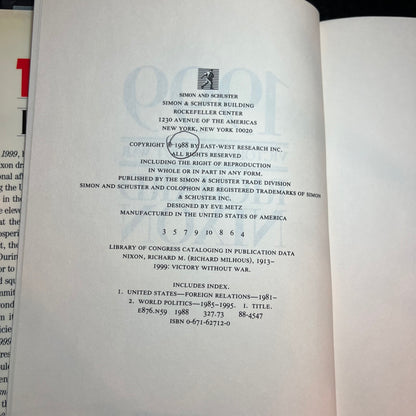 SIMON AND SCHUSTER
SIMON & SCHUSTER BUILDING
ROCKEFELLER CENTER
1230 AVENUE OF THE AMERICAS
NEW YORK, NEW YORK 10020
COPYRIGHT © 1988 BY EAST-WEST RESEARCH INC.
ALL RIGHTS RESERVED
INCLUDING THE RIGHT OF REPRODUCTION
IN WHOLE OR IN PART IN ANY FORM.
PUBLISHED BY THE SIMON & SCHUSTER TRADE DIVISION
SIMON AND SCHUSTER AND COLOPHON ARE REGISTERED TRADEMARKS OF SIMON
& SCHUSTER INC.
DESIGNED BY EVE METZ
MANUFACTURED IN THE UNITED STATES OF AMERICA
3 5 7 9 10 8 6 4
LIBRARY OF CONGRESS CATALOGING IN PUBLICATION DATA
NIXON, RICHARD M. (RICHARD MILHOUS), 1913–
1999: VICTORY WITHOUT WAR.
INCLUDES INDEX.
1. UNITED STATES—FOREIGN RELATIONS—1981–
2. WORLD POLITICS—1985–1995. I. TITLE.
E876.N59 1988 327.73 88-4547
ISBN 0-671-62712-0
1999,